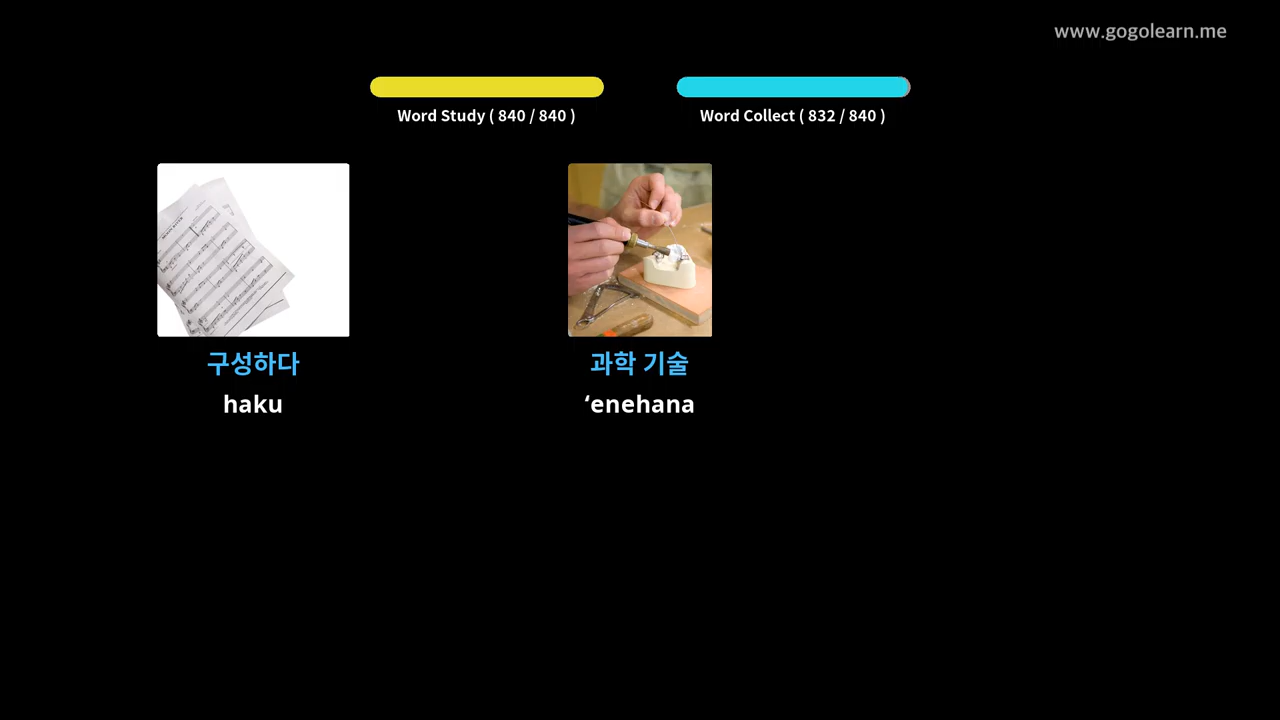 www.gogolearn.me
Word Study ( 840 / 840 )
Word Collect ( 832 / 840 )
구성하다
과학 기술
haku
ʻenehana